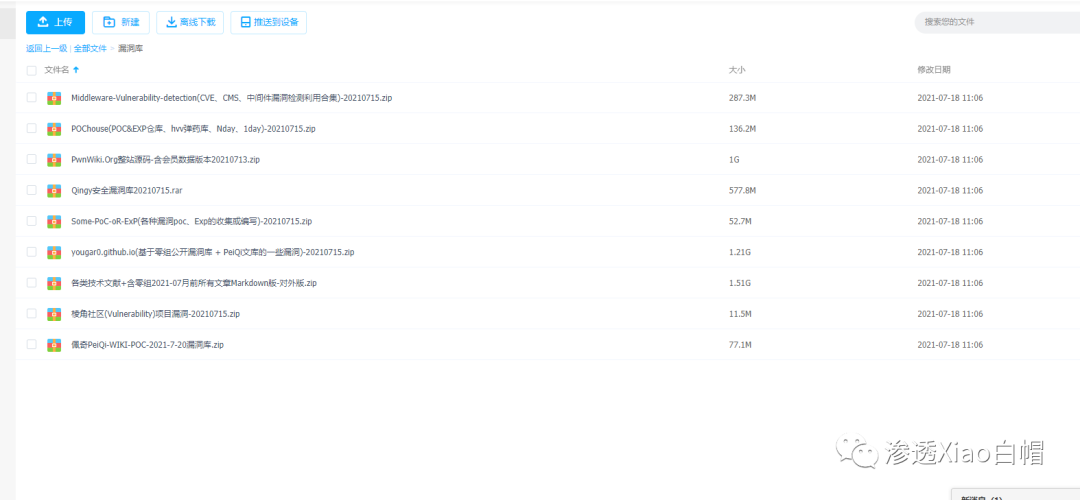 上传 新建 离线下载 推送到设备 搜索您的文件
返回上一级 | 全部文件 > 漏洞库
文件名 大小 修改日期
Middleware-Vulnerability-detection(CVE、CMS、中间件漏洞检测利用合集)-20210715.zip 287.3M 2021-07-18 11:06
POChouse(POC&EXP仓库、hvv弹药库、Nday、1day)-20210715.zip 136.2M 2021-07-18 11:06
PwnWiki.Org整站源码-含会员数据版本20210713.zip 1G 2021-07-18 11:06
Qingy安全漏洞库20210715.rar 577.8M 2021-07-18 11:06
Some-PoC-oR-ExP(各种漏洞poc、Exp的收集或编写)-20210715.zip 52.7M 2021-07-18 11:06
yougar0.github.io(基于零组公开漏洞库 + PeiQi文库的一些漏洞)-20210715.zip 1.21G 2021-07-18 11:06
各类技术文献+含零组2021-07月前所有文章Markdown版-对外版.zip 1.51G 2021-07-18 11:06
棱角社区(Vulnerability)项目漏洞-20210715.zip 11.5M 2021-07-18 11:06
佩奇PeiQi-WIKI-POC-2021-7-20漏洞库.zip 77.1M 2021-07-18 11:06
渗透Xiao白帽
新消息 (1)